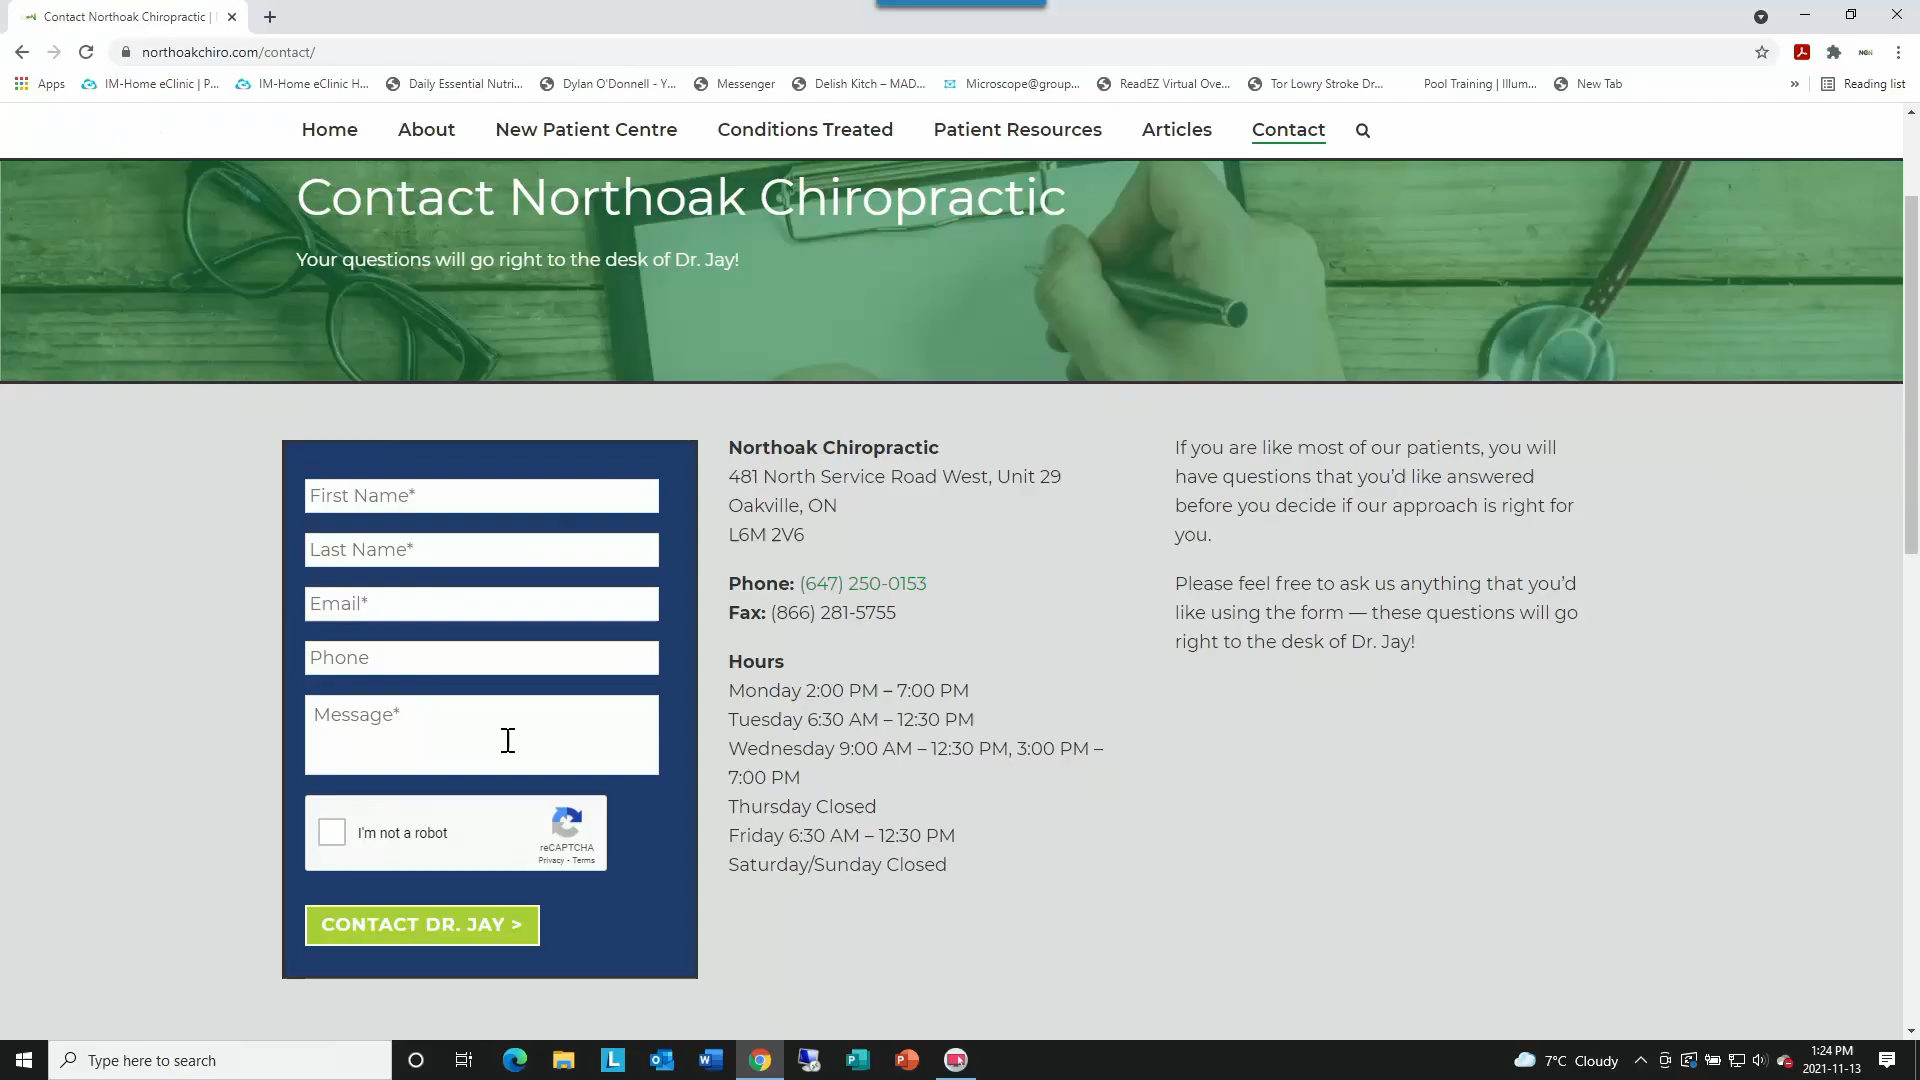 Contact Northoak Chiropractic |
northoakchiro.com/contact/
Apps
IM-Home eClinic | P...
IM-Home eClinic H...
Daily Essential Nutri...
Dylan O'Donnell - Y...
Messenger
Delish Kitch – MAD...
Microscope@group...
ReadEZ Virtual Ove...
Tor Lowry Stroke Dr...
Pool Training | Illum...
New Tab
»
Reading list
Home
About
New Patient Centre
Conditions Treated
Patient Resources
Articles
Contact
Contact Northoak Chiropractic
Your questions will go right to the desk of Dr. Jay!
First Name*
Last Name*
Email*
Phone
Message*
I'm not a robot
reCAPTCHA
Privacy - Terms
CONTACT DR. JAY >
Northoak Chiropractic
481 North Service Road West, Unit 29
Oakville, ON
L6M 2V6
Phone: (647) 250-0153
Fax: (866) 281-5755
Hours
Monday 2:00 PM – 7:00 PM
Tuesday 6:30 AM – 12:30 PM
Wednesday 9:00 AM – 12:30 PM, 3:00 PM –
7:00 PM
Thursday Closed
Friday 6:30 AM – 12:30 PM
Saturday/Sunday Closed
If you are like most of our patients, you will
have questions that you’d like answered
before you decide if our approach is right for
you.
Please feel free to ask us anything that you’d
like using the form — these questions will go
right to the desk of Dr. Jay!
Type here to search
7°C Cloudy
1:24 PM
2021-11-13